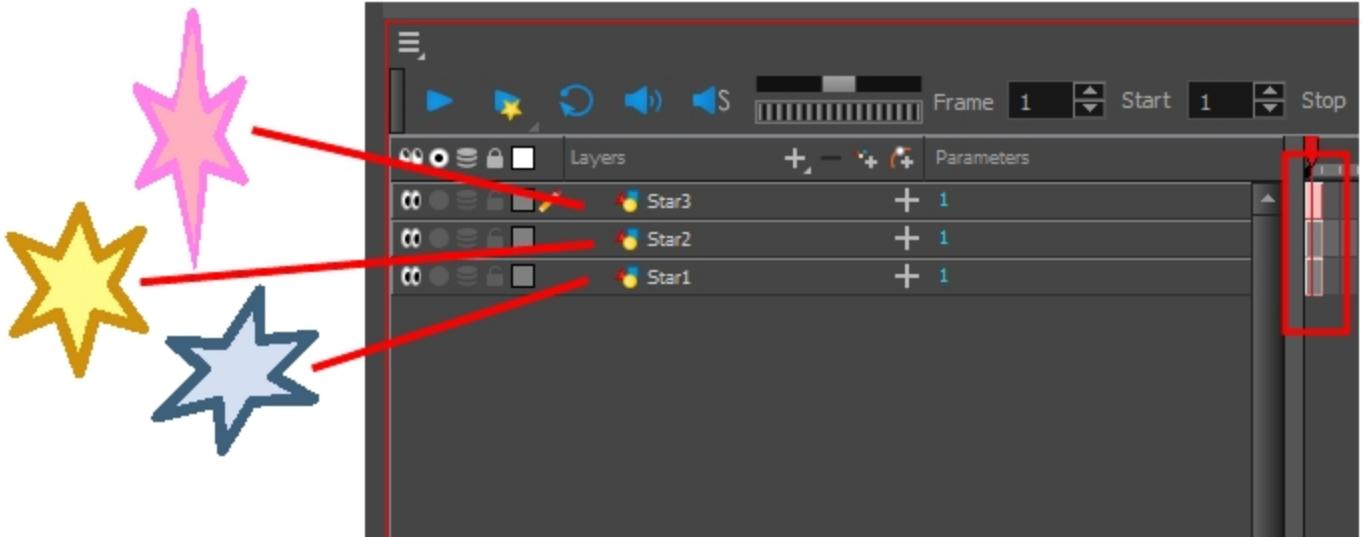 S Frame 1 Start 1 Stop
Layers Parameters
Star3 1
Star2 1
Star1 1